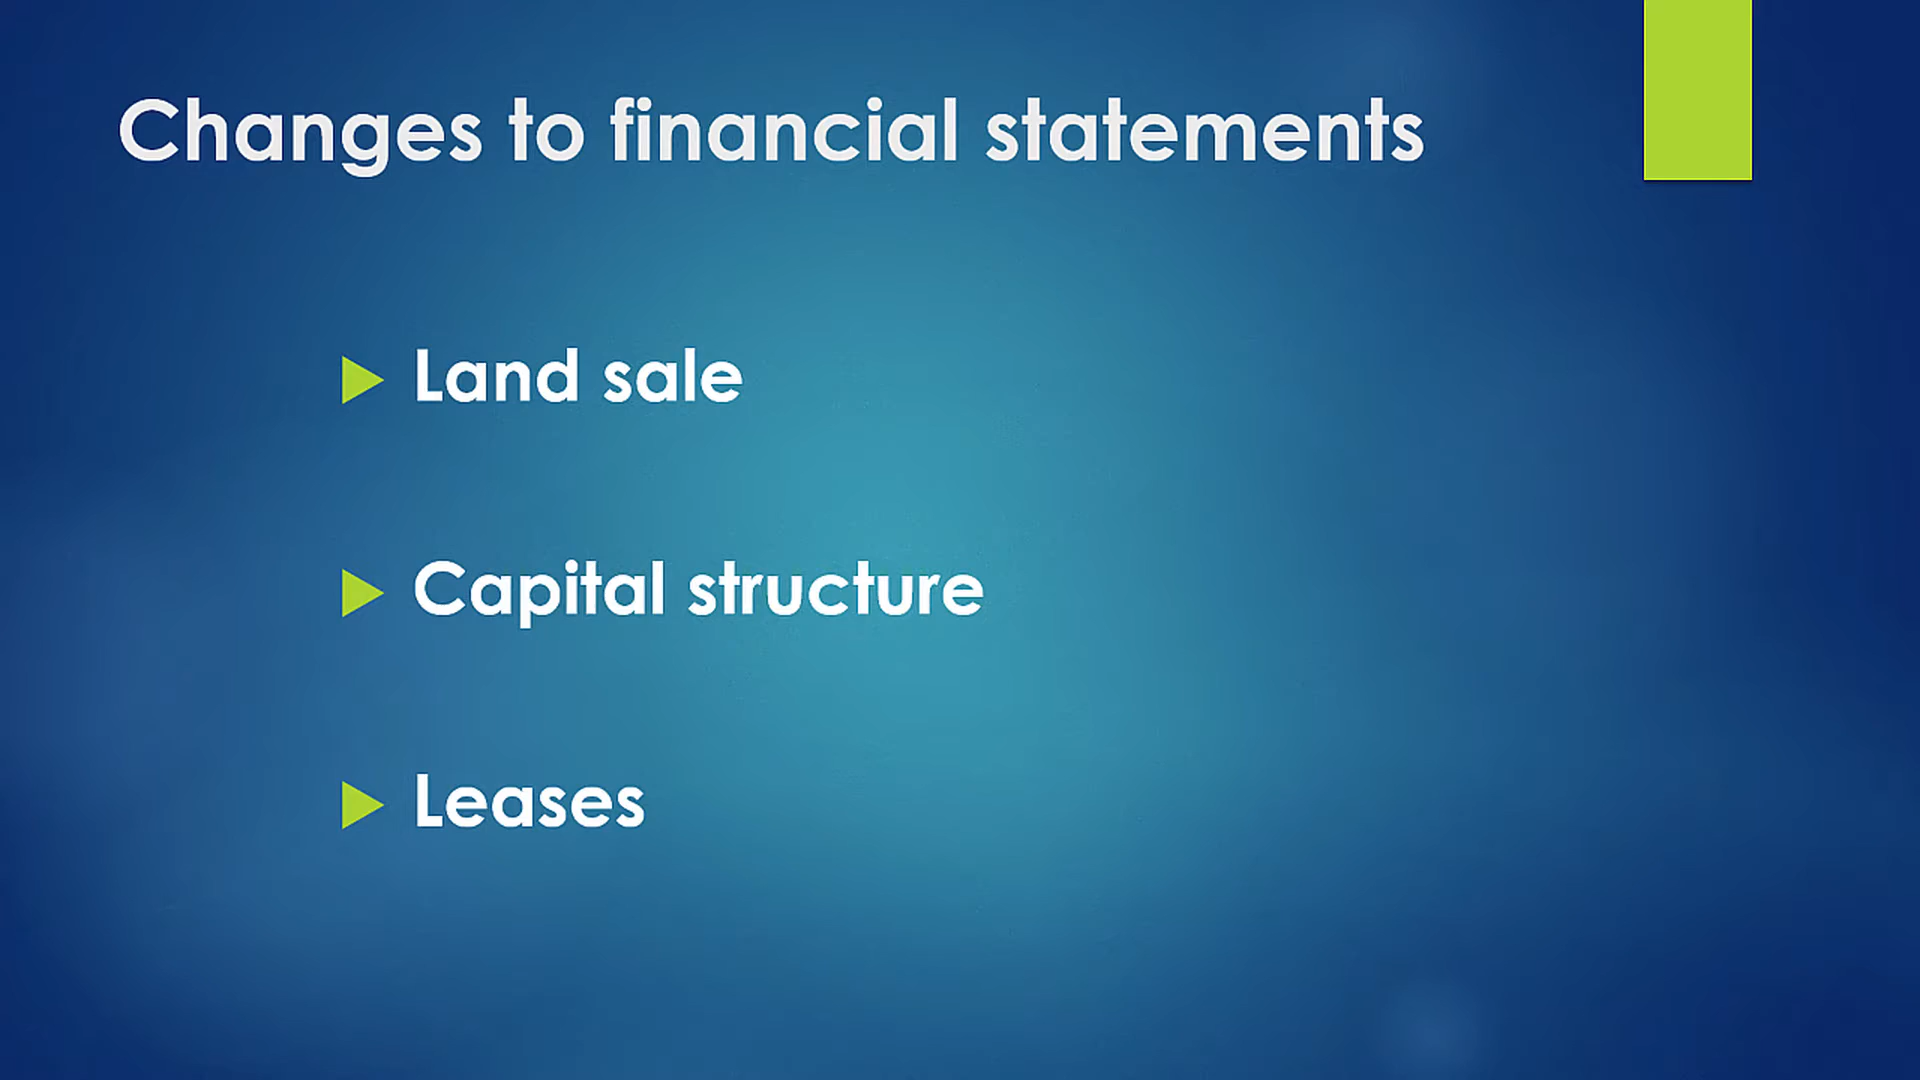 Changes to financial statements
Land sale
Capital structure
Leases